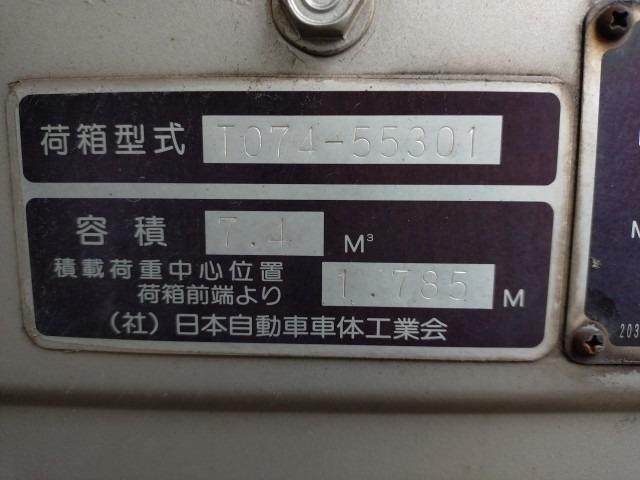 荷箱型式 T074-55301
容積 7.4 M³
積載荷重中心位置
荷箱前端より 1.785 M
（社）日本自動車車体工業会
M
203